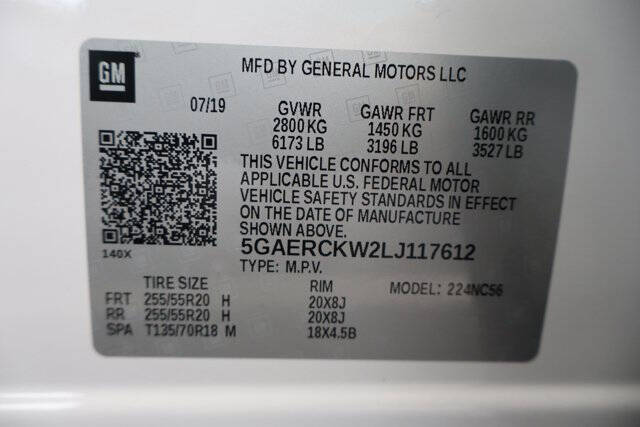 GM
MFD BY GENERAL MOTORS LLC
07/19 GVWR GAWR FRT GAWR RR
2800 KG 1450 KG 1600 KG
6173 LB 3196 LB 3527 LB
THIS VEHICLE CONFORMS TO ALL
APPLICABLE U.S. FEDERAL MOTOR
VEHICLE SAFETY STANDARDS IN EFFECT
ON THE DATE OF MANUFACTURE
SHOWN ABOVE
5GAERCKW2LJ117612
140X
TYPE: M.P.V.
TIRE SIZE RIM MODEL: 224NC56
FRT 255/55R20 H 20X8J
RR 255/55R20 H 20X8J
SPA T135/70R18 M 18X4.5B